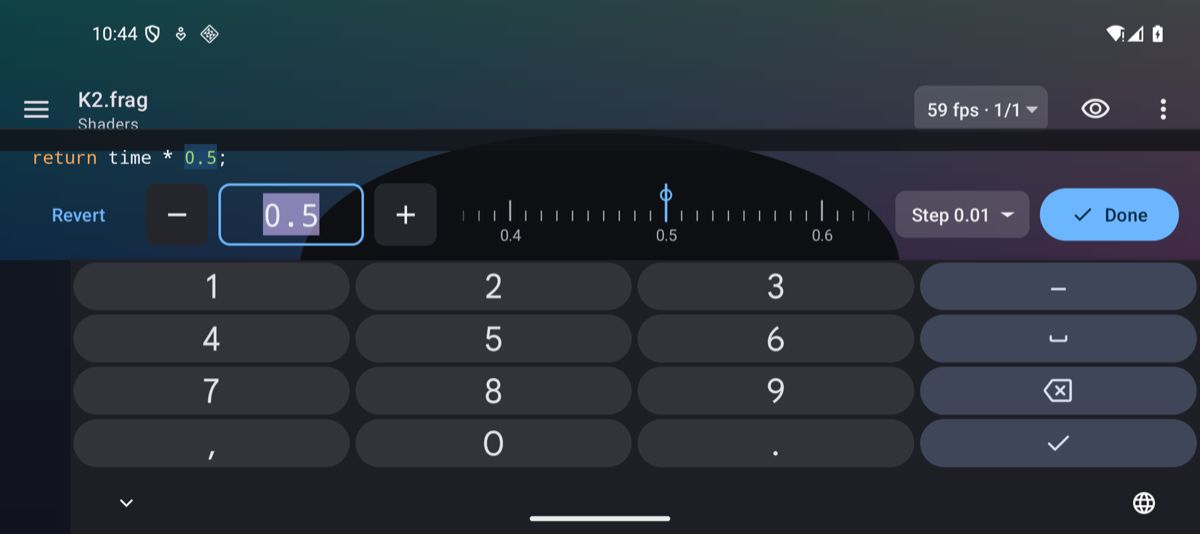 10:44
K2.frag
Shaders
59 fps · 1/1
return time * 0.5;
Revert
−
0.5
+
0.4
0.5
0.6
Step 0.01
Done
1
2
3
–
4
5
6
7
8
9
,
0
.